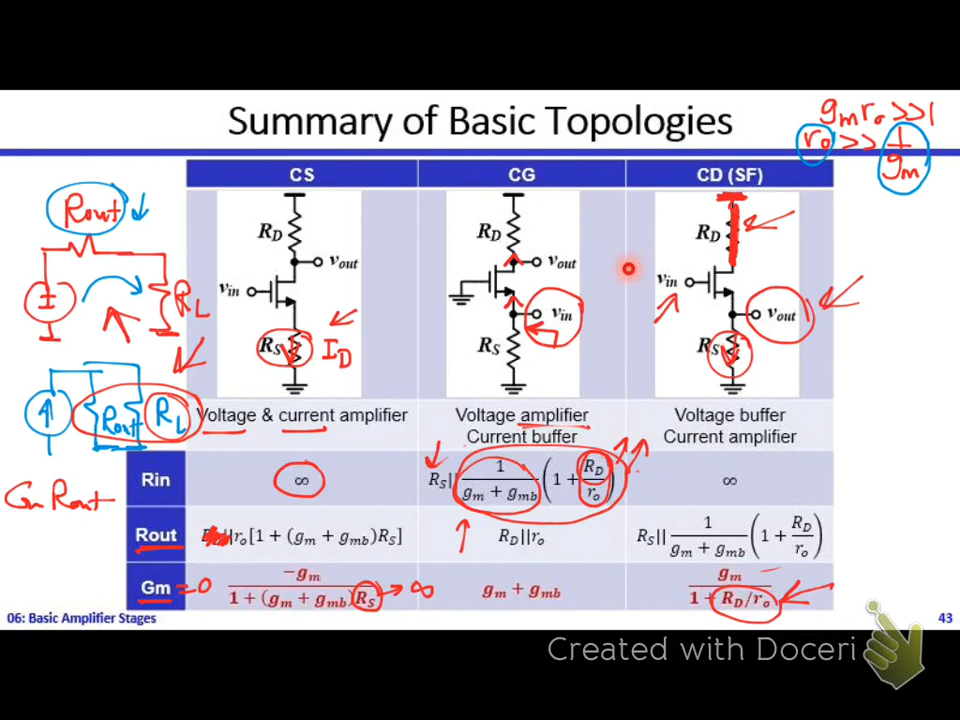 Summary of Basic Topologies
gmro >>1
ro >> 1/gm
CS
CG
CD (SF)
Rout ↓
RL
RD
vout
vin
RS
ID
RD
vout
vin
RS
RD
vin
vout
RS
Rout
RL
Voltage & current amplifier
Voltage amplifier
Current buffer
Voltage buffer
Current amplifier
Rin
∞
RS||1/(gm + gmb)(1 + RD/ro)
∞
Gm Rout
Rout
||ro[1 + (gm + gmb)RS]
RD||ro
RS||1/(gm + gmb)(1 + RD/ro)
Gm
=0
−gm/(1 + (gm + gmb)RS)
→ ∞
gm + gmb
gm/(1 + RD/ro)
06: Basic Amplifier Stages
43
Created with Doceri